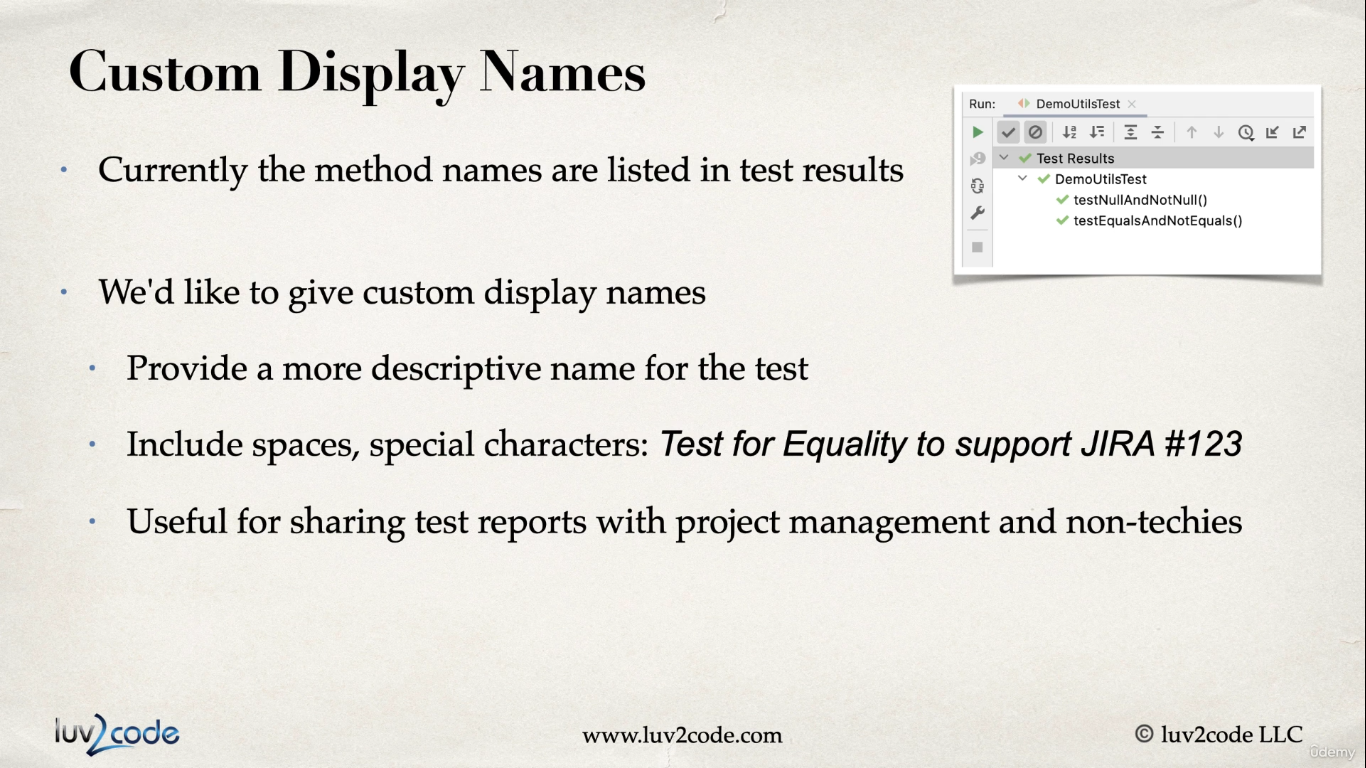 Custom Display Names
Currently the method names are listed in test results
Run: DemoUtilsTest
Test Results
DemoUtilsTest
testNullAndNotNull()
testEqualsAndNotEquals()
We'd like to give custom display names
Provide a more descriptive name for the test
Include spaces, special characters: Test for Equality to support JIRA #123
Useful for sharing test reports with project management and non-techies
luv2code
www.luv2code.com
© luv2code LLC
ûdemy